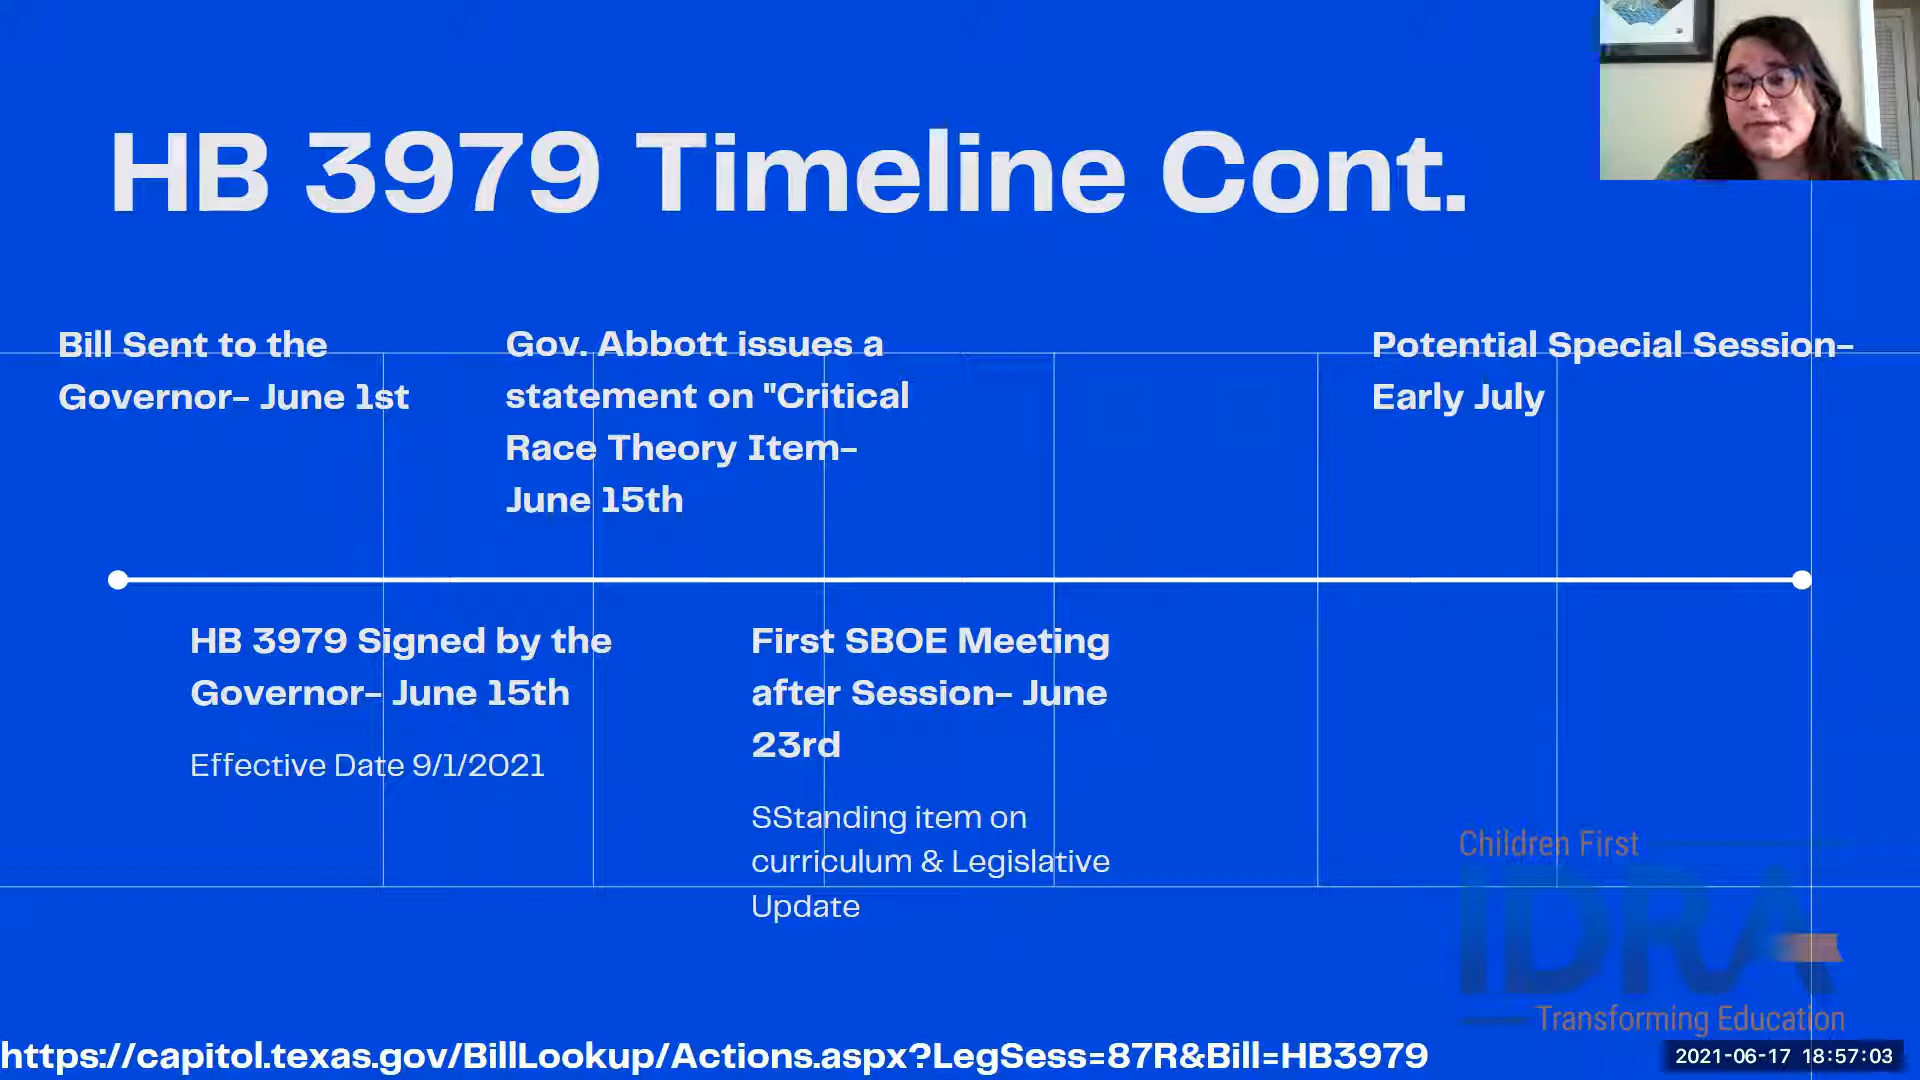 HB 3979 Timeline Cont.
Bill Sent to the
Governor- June 1st
Gov. Abbott issues a
statement on "Critical
Race Theory Item-
June 15th
Potential Special Session-
Early July
HB 3979 Signed by the
Governor- June 15th
Effective Date 9/1/2021
First SBOE Meeting
after Session- June
23rd
SStanding item on
curriculum & Legislative
Update
Children First
IDRA
Transforming Education
https://capitol.texas.gov/BillLookup/Actions.aspx?LegSess=87R&Bill=HB3979
2021-06-17 18:57:03